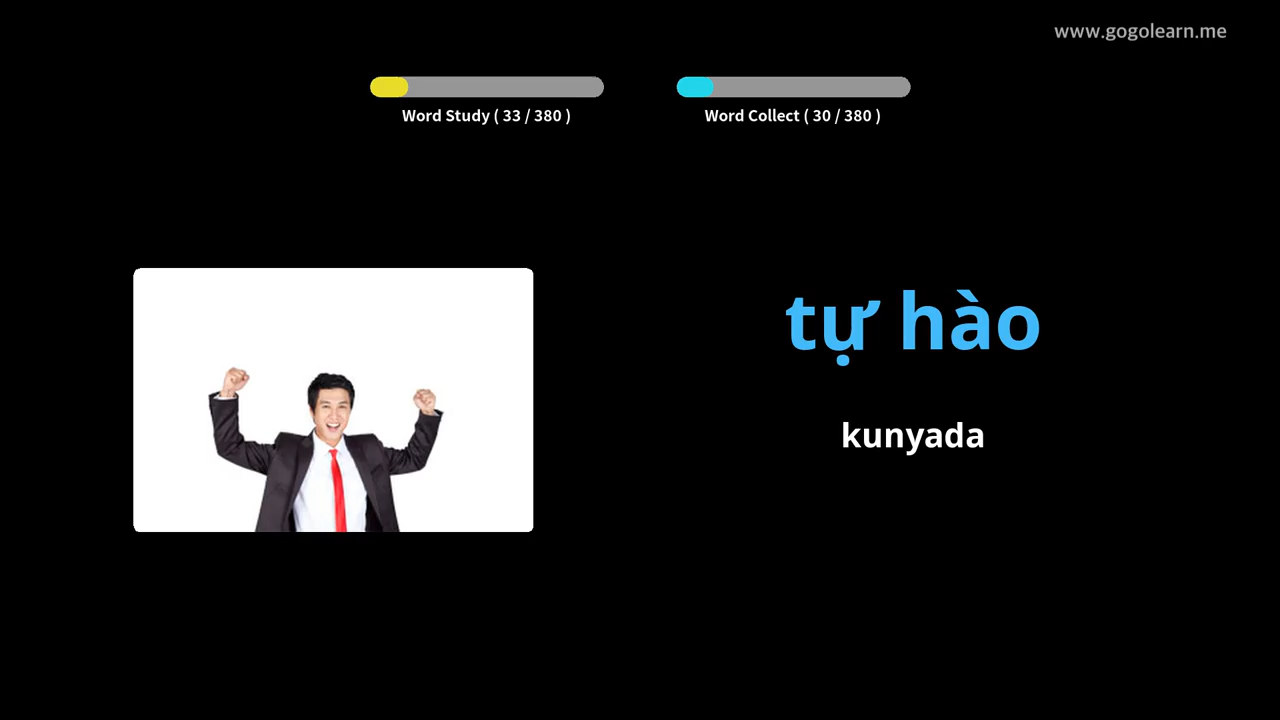 www.gogolearn.me
Word Study ( 33 / 380 )
Word Collect ( 30 / 380 )
tự hào
kunyada